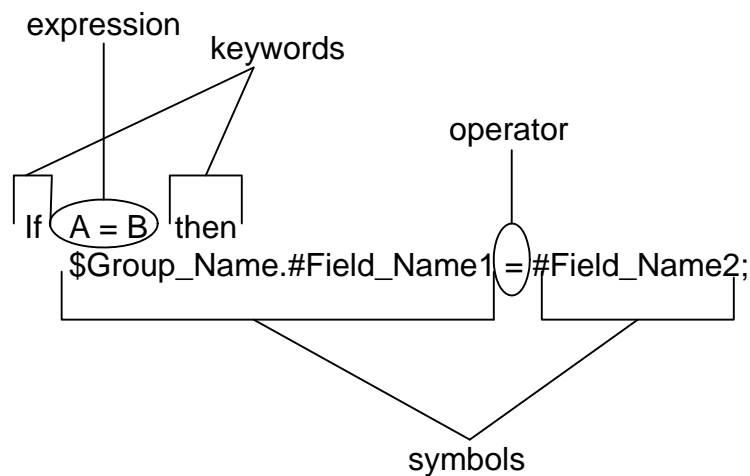 expression
keywords
operator
If A = B then
$Group_Name.#Field_Name1 = #Field_Name2;
symbols